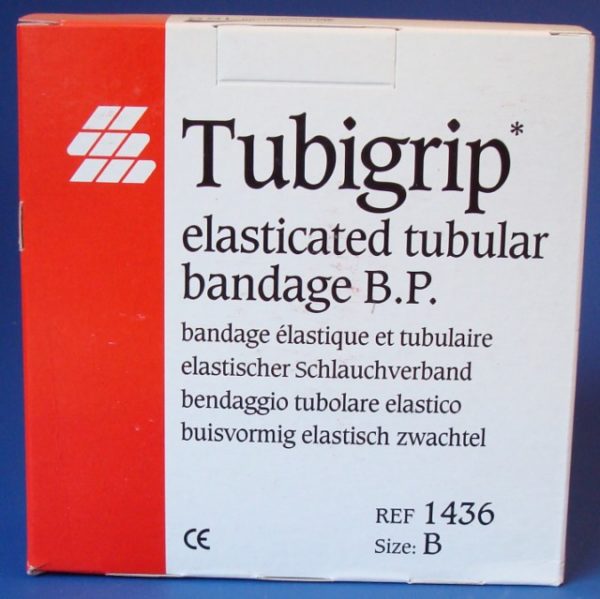 Tubigrip*
elasticated tubular
bandage B.P.
bandage élastique et tubulaire
elastischer Schlauchverband
bendaggio tubolare elastico
buisvormig elastisch zwachtel
REF 1436
CE Size: B